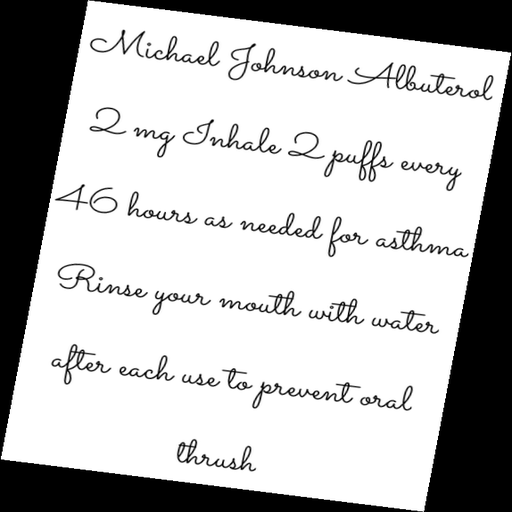 Michael Johnson Albuterol
2 mg Inhale 2 puffs every
46 hours as needed for asthma
Rinse your mouth with water
after each use to prevent oral
thrush